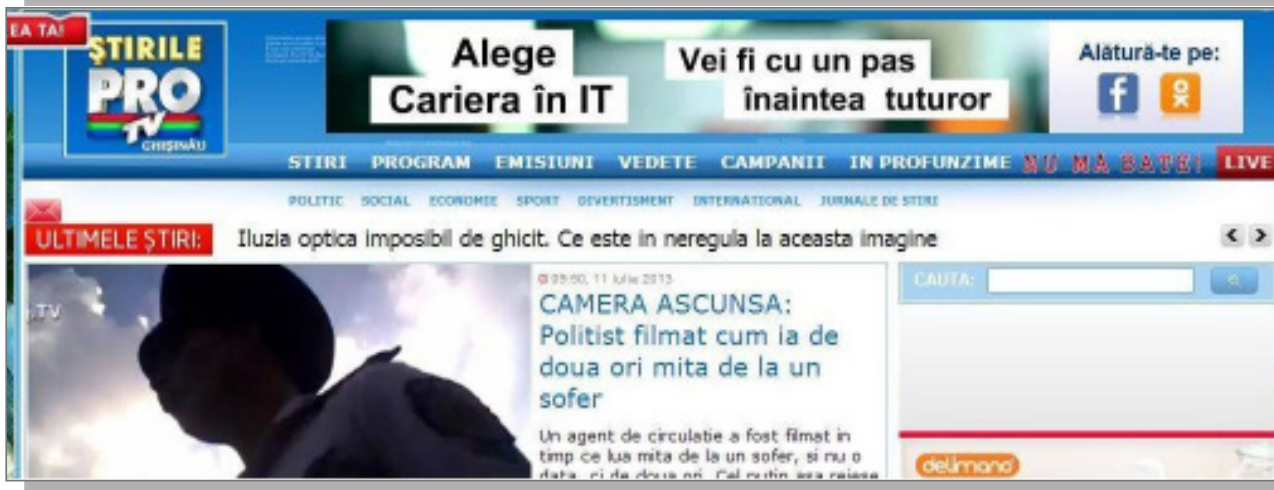 EA TA!
ȘTIRILE
PRO
TV
CHIȘINĂU
Alege
Cariera în IT
Vei fi cu un pas
înaintea tuturor
Alătură-te pe:
STIRI PROGRAM EMISIUNI VEDETE CAMPANII IN PROFUNZIME NU MĂ BATE! LIVE
POLITIC SOCIAL ECONOMIE SPORT DIVERTISMENT INTERNATIONAL JURNALE DE STIRI
ULTIMELE ȘTIRI: Iluzia optica imposibil de ghicit. Ce este in neregula la aceasta imagine
TV
11 Iulie 2013
CAMERA ASCUNSA:
Politist filmat cum ia de
doua ori mita de la un
sofer
Un agent de circulatie a fost filmat in
timp ce lua mita de la un sofer, si nu o
data, ci de doua ori. Cel putin asa reiese
CAUTA:
delimano